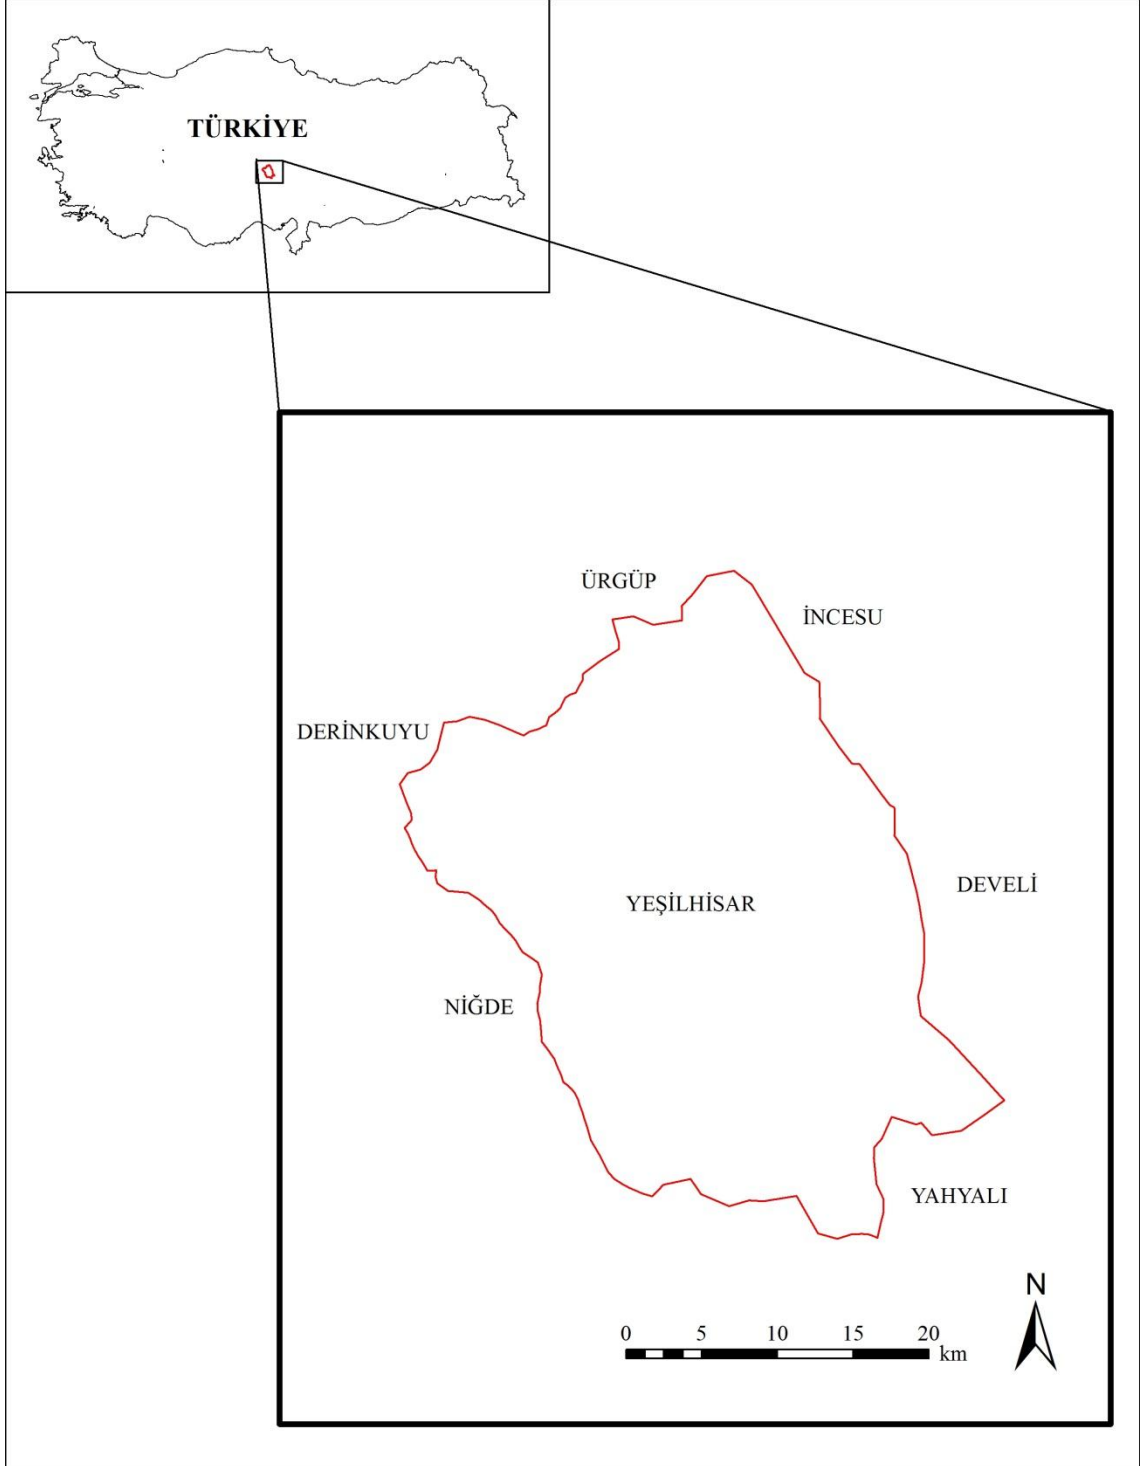 TÜRKİYE
ÜRGÜP
İNCESU
DERİNKUYU
DEVELİ
YEŞİLHİSAR
NİĞDE
YAHYALI
N
0 5 10 15 20
km